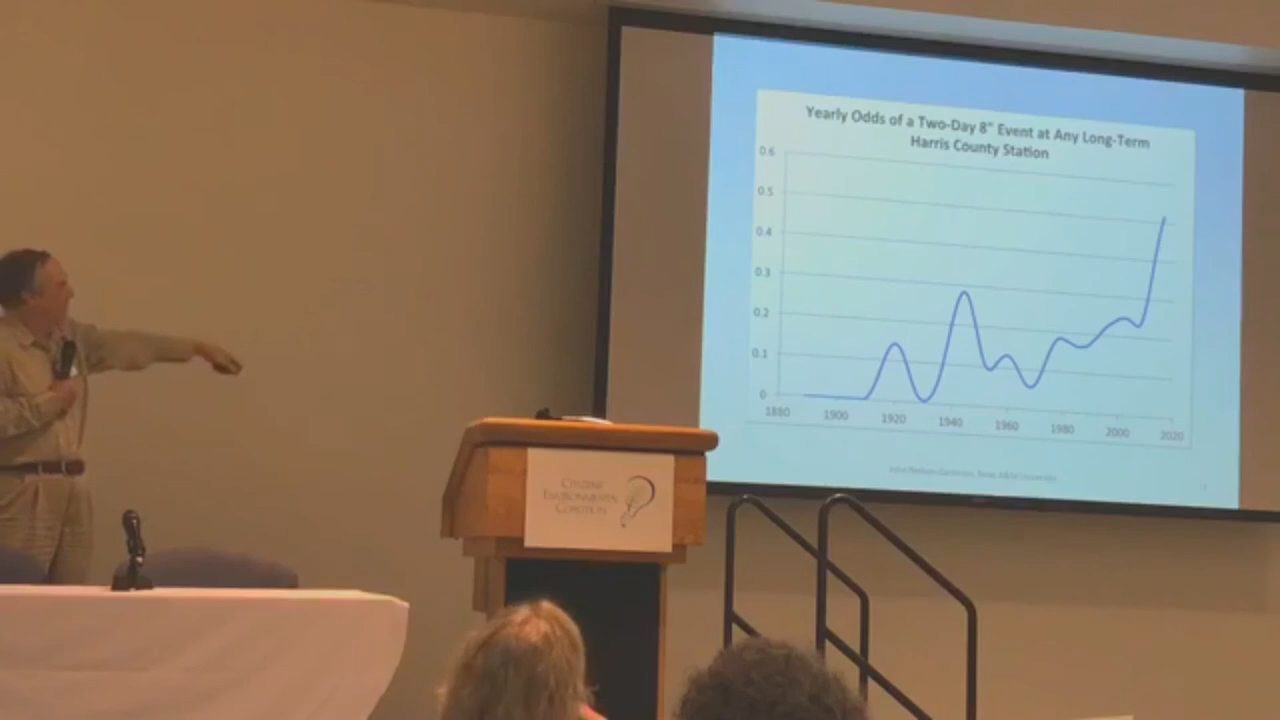 Yearly Odds of a Two-Day 8" Event at Any Long-Term
Harris County Station
0.6
0.5
0.4
0.3
0.2
0.1
0
1880 1900 1920 1940 1960 1980 2000 2020
CITIZENS'
ENVIRONMENTAL
COALITION